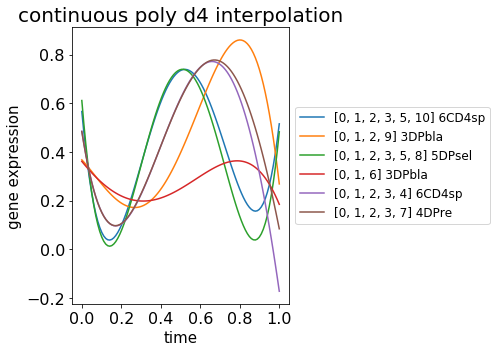 continuous poly d4 interpolation
gene expression
0.8
0.6
0.4
0.2
0.0
−0.2
0.0 0.2 0.4 0.6 0.8 1.0
time
[0, 1, 2, 3, 5, 10] 6CD4sp
[0, 1, 2, 9] 3DPbla
[0, 1, 2, 3, 5, 8] 5DPsel
[0, 1, 6] 3DPbla
[0, 1, 2, 3, 4] 6CD4sp
[0, 1, 2, 3, 7] 4DPre